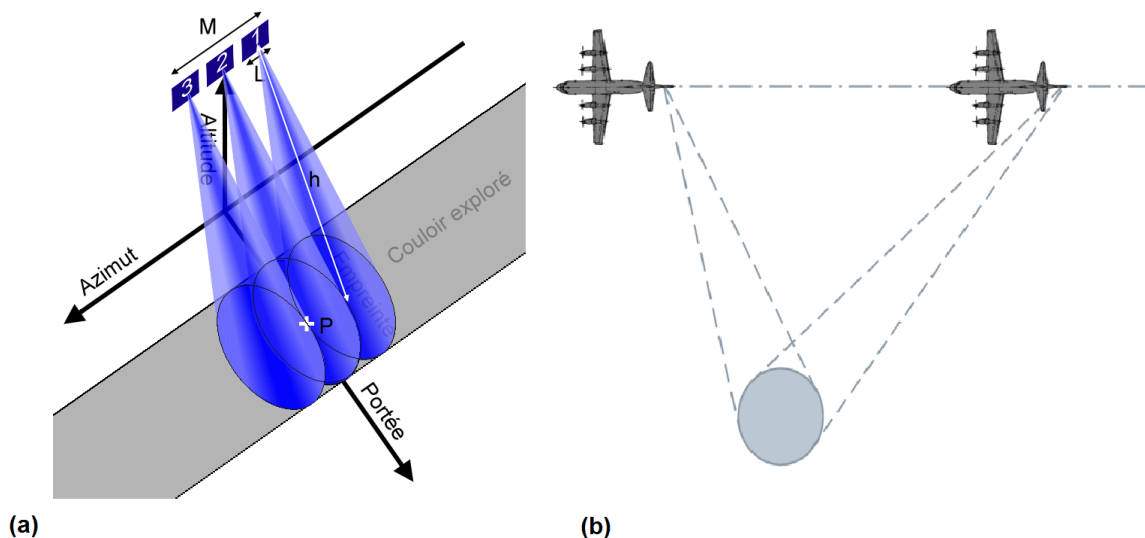 M
1
2
3
L
Altitude
h
Couloir exploré
Azimut
Empreinte
P
Portée
(a)
(b)